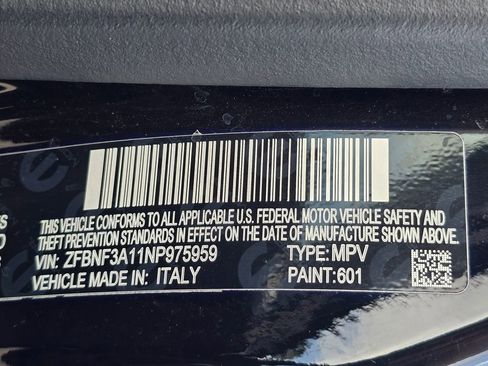 THIS VEHICLE CONFORMS TO ALL APPLICABLE U.S. FEDERAL MOTOR VEHICLE SAFETY AND
THEFT PREVENTION STANDARDS IN EFFECT ON THE DATE OF MANUFACTURE SHOWN ABOVE.
VIN: ZFBNF3A11NP975959 TYPE: MPV
VEHICLE MADE IN: ITALY PAINT: 601